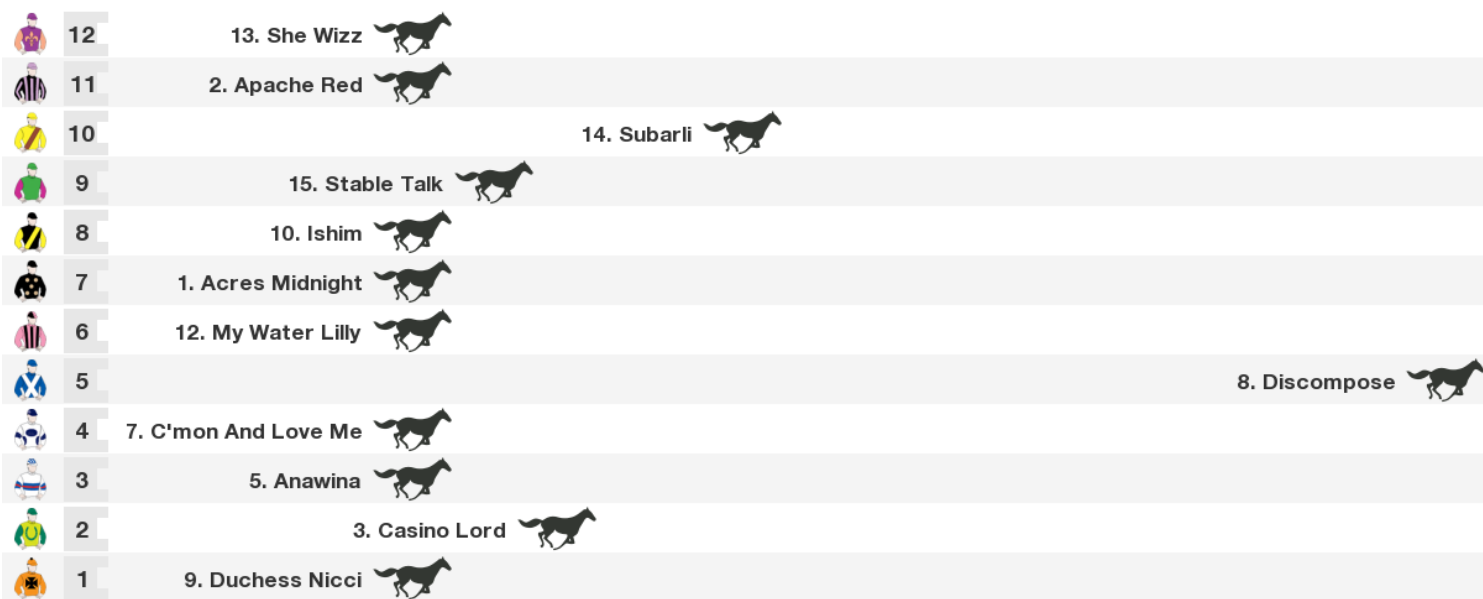 12 13. She Wizz
11 2. Apache Red
10 14. Subarli
9 15. Stable Talk
8 10. Ishim
7 1. Acres Midnight
6 12. My Water Lilly
5 8. Discompose
4 7. C'mon And Love Me
3 5. Anawina
2 3. Casino Lord
1 9. Duchess Nicci